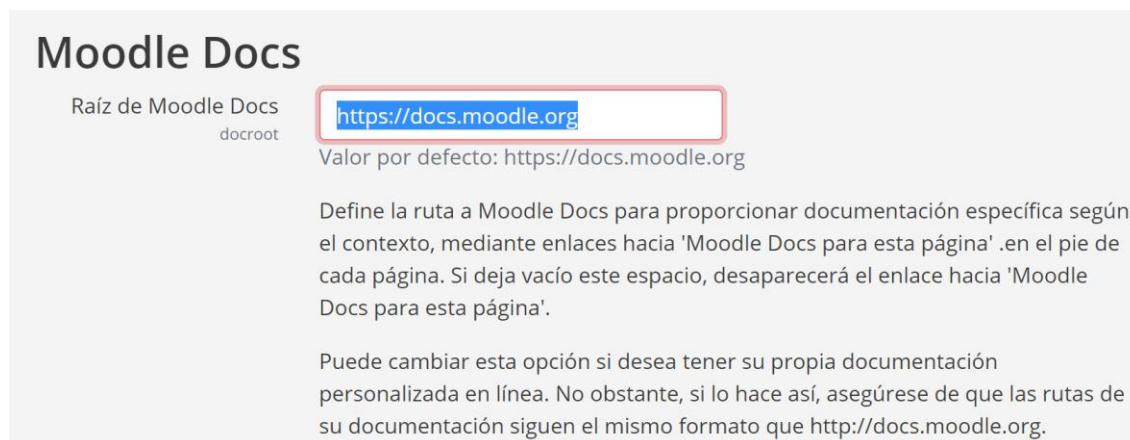 Moodle Docs
Raíz de Moodle Docs
docroot
https://docs.moodle.org
Valor por defecto: https://docs.moodle.org
Define la ruta a Moodle Docs para proporcionar documentación específica según
el contexto, mediante enlaces hacia 'Moodle Docs para esta página' .en el pie de
cada página. Si deja vacío este espacio, desaparecerá el enlace hacia 'Moodle
Docs para esta página'.
Puede cambiar esta opción si desea tener su propia documentación
personalizada en línea. No obstante, si lo hace así, asegúrese de que las rutas de
su documentación siguen el mismo formato que http://docs.moodle.org.